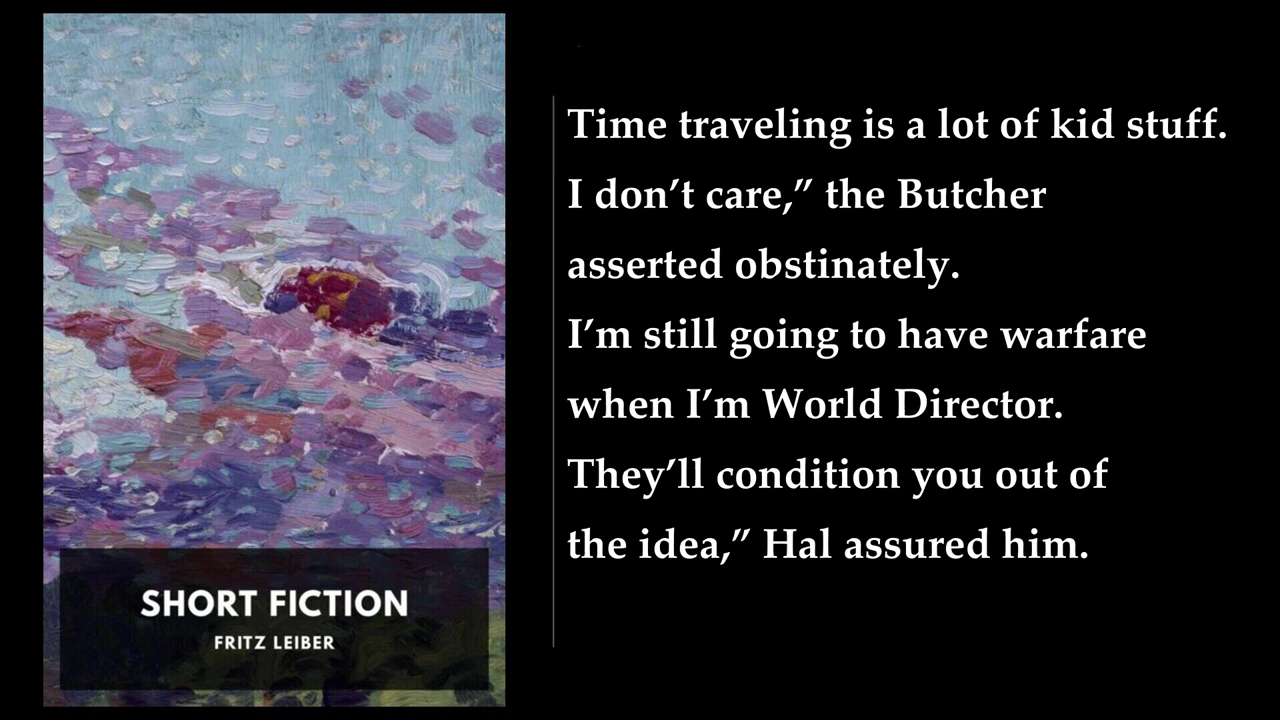 SHORT FICTION
FRITZ LEIBER
Time traveling is a lot of kid stuff.
I don’t care,” the Butcher
asserted obstinately.
I’m still going to have warfare
when I’m World Director.
They’ll condition you out of
the idea,” Hal assured him.